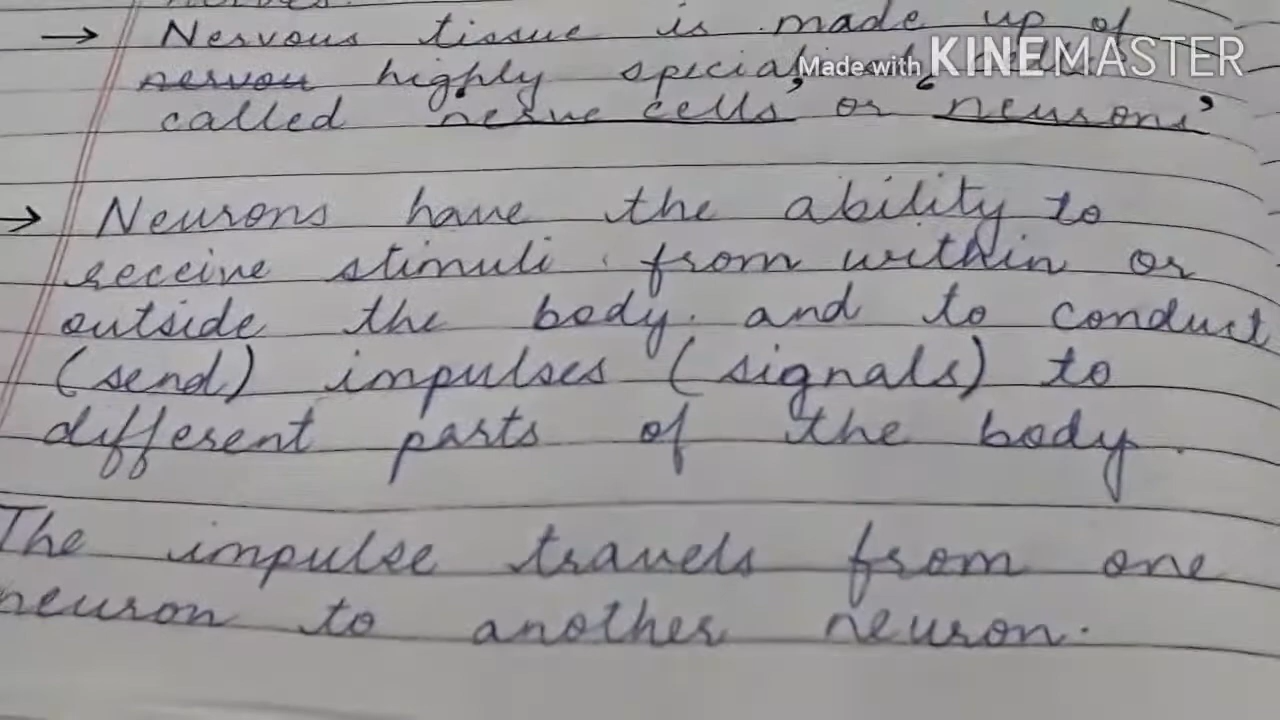 nerves.
→ Nervous tissue is made up of
nervou highly special
called nerve cells' or 'neurons'
→ Neurons have the ability to
receive stimuli from within or
outside the body. and to conduct
(send) impulses (signals) to
different parts of the body.
The impulse travels from one
neuron to another neuron.
Made with KINEMASTER